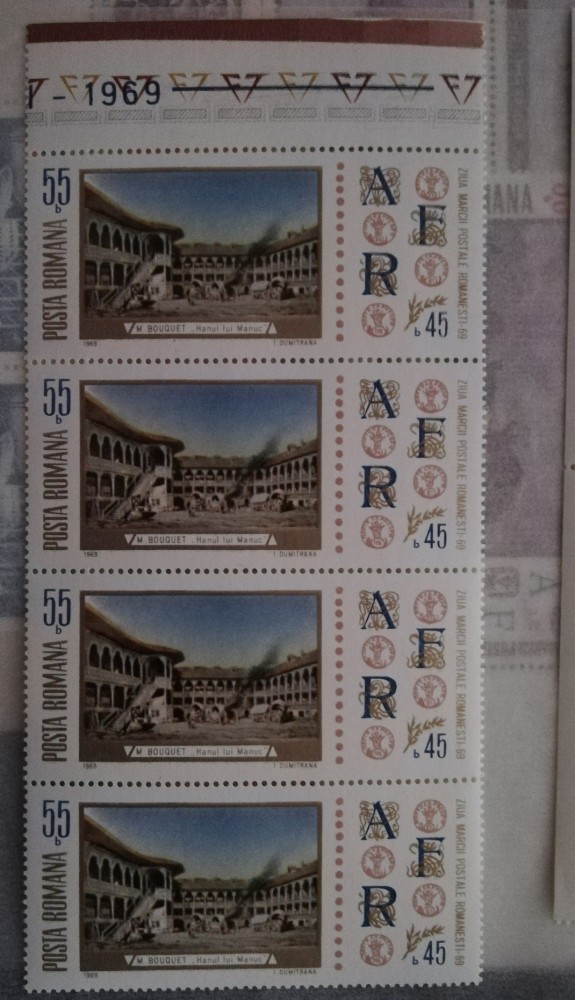 T - 1969
55
b
POSTA ROMANA
M. BOUQUET „Hanul lui Manuc"
1969
I. DUMITRANA
A
F
R
b 45
ZIUA MARCII POSTALE ROMANESTI-69
55
b
POSTA ROMANA
M. BOUQUET „Hanul lui Manuc"
1969
I. DUMITRANA
A
F
R
b 45
ZIUA MARCII POSTALE ROMANESTI-69
55
b
POSTA ROMANA
M. BOUQUET „Hanul lui Manuc"
1969
I. DUMITRANA
A
F
R
b 45
ZIUA MARCII POSTALE ROMANESTI-69
55
b
POSTA ROMANA
M. BOUQUET „Hanul lui Manuc"
1969
I. DUMITRANA
A
F
R
b 45
ZIUA MARCII POSTALE ROMANESTI-69